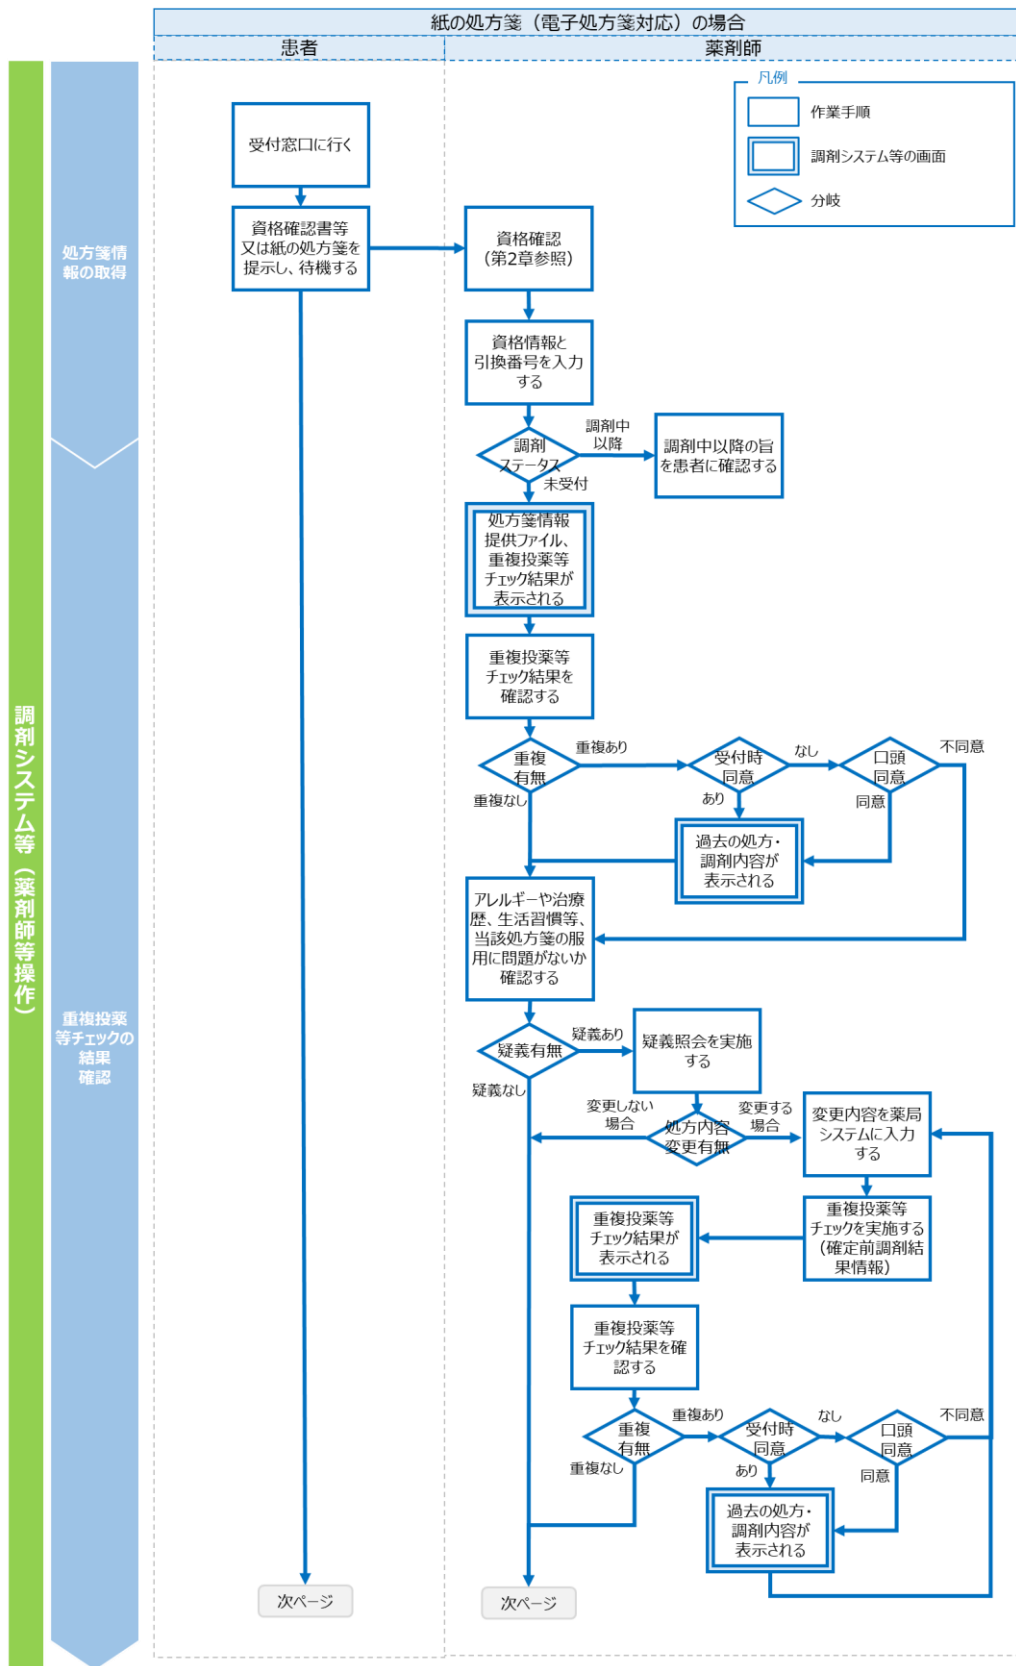 紙の処方箋（電子処方箋対応）の場合
患者
薬剤師
凡例
作業手順
調剤システム等の画面
分岐
調剤システム等（薬剤師等操作）
処方箋情
報の取得
受付窓口に行く
資格確認書等
又は紙の処方箋を
提示し、待機する
資格確認
（第2章参照）
資格情報と
引換番号を入力
する
調剤
ステータス
調剤中
以降
調剤中以降の旨
を患者に確認する
未受付
処方箋情報
提供ファイル、
重複投薬等
チェック結果が
表示される
重複投薬等
チェック結果を
確認する
重複
有無
重複あり
受付時
同意
なし
口頭
同意
不同意
重複なし
あり
同意
過去の処方・
調剤内容が
表示される
アレルギーや治療
歴、生活習慣等、
当該処方箋の服
用に問題がないか
確認する
重複投薬
等チェックの
結果
確認
疑義有無
疑義あり
疑義照会を実施
する
疑義なし
変更しない
場合
処方内容
変更有無
変更する
場合
変更内容を薬局
システムに入力
する
重複投薬等
チェックを実施する
（確定前調剤結
果情報）
重複投薬等
チェック結果が
表示される
重複投薬等
チェック結果を確
認する
重複
有無
重複あり
受付時
同意
なし
口頭
同意
不同意
重複なし
あり
同意
過去の処方・
調剤内容が
表示される
次ページ
次ページ